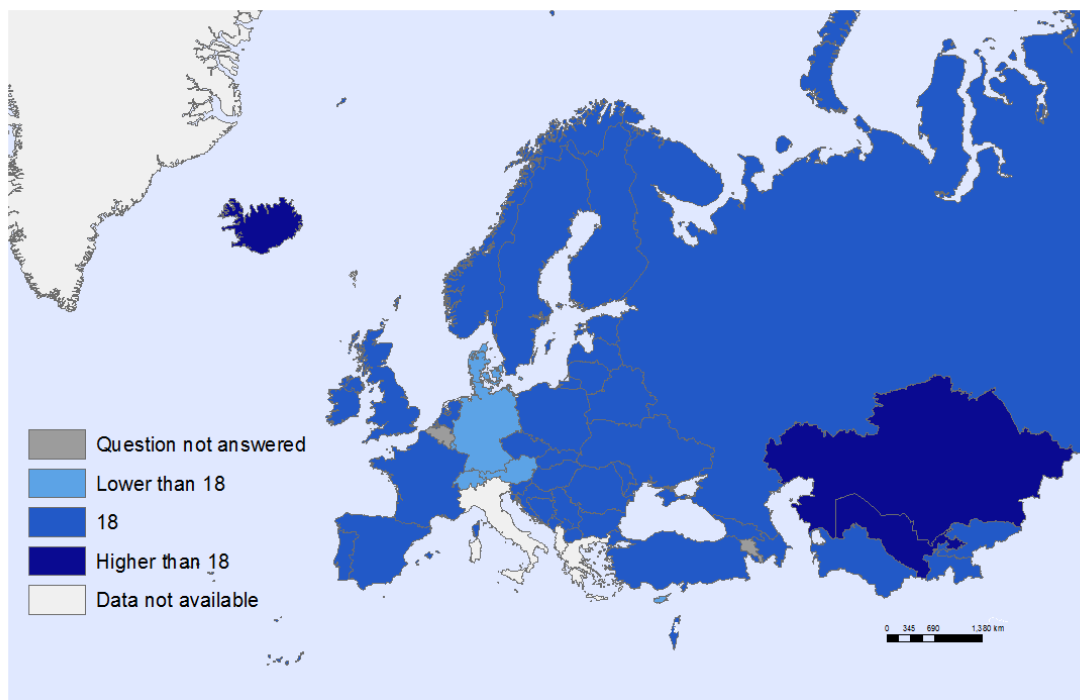 Question not answered
Lower than 18
18
Higher than 18
Data not available
0 345 690 1,380 km